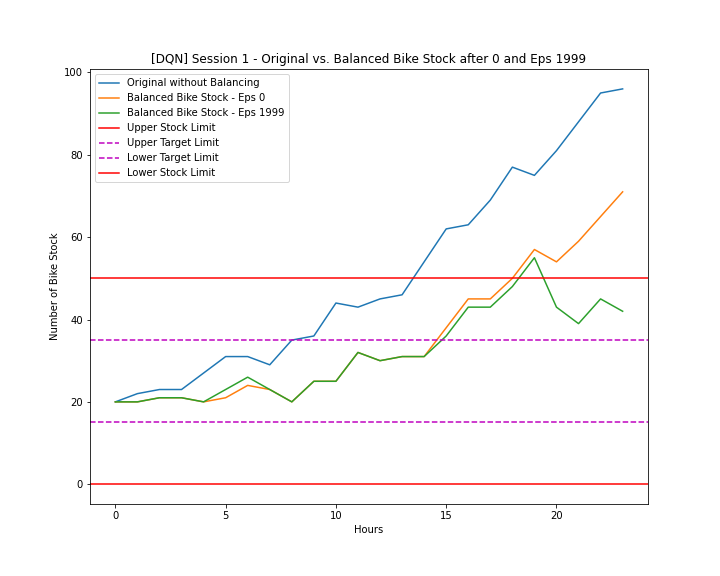 [DQN] Session 1 - Original vs. Balanced Bike Stock after 0 and Eps 1999
Original without Balancing
Balanced Bike Stock - Eps 0
Balanced Bike Stock - Eps 1999
Upper Stock Limit
Upper Target Limit
Lower Target Limit
Lower Stock Limit
100
80
60
40
20
0
Number of Bike Stock
0 5 10 15 20
Hours